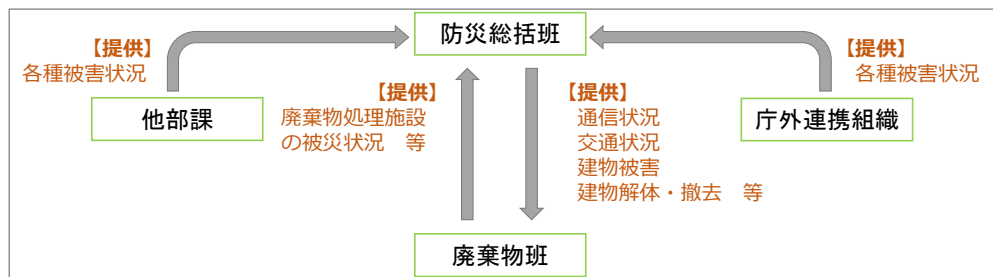 防災総括班
【提供】
各種被害状況
他部課
【提供】
廃棄物処理施設
の被災状況　等
【提供】
通信状況
交通状況
建物被害
建物解体・撤去　等
【提供】
各種被害状況
庁外連携組織
廃棄物班